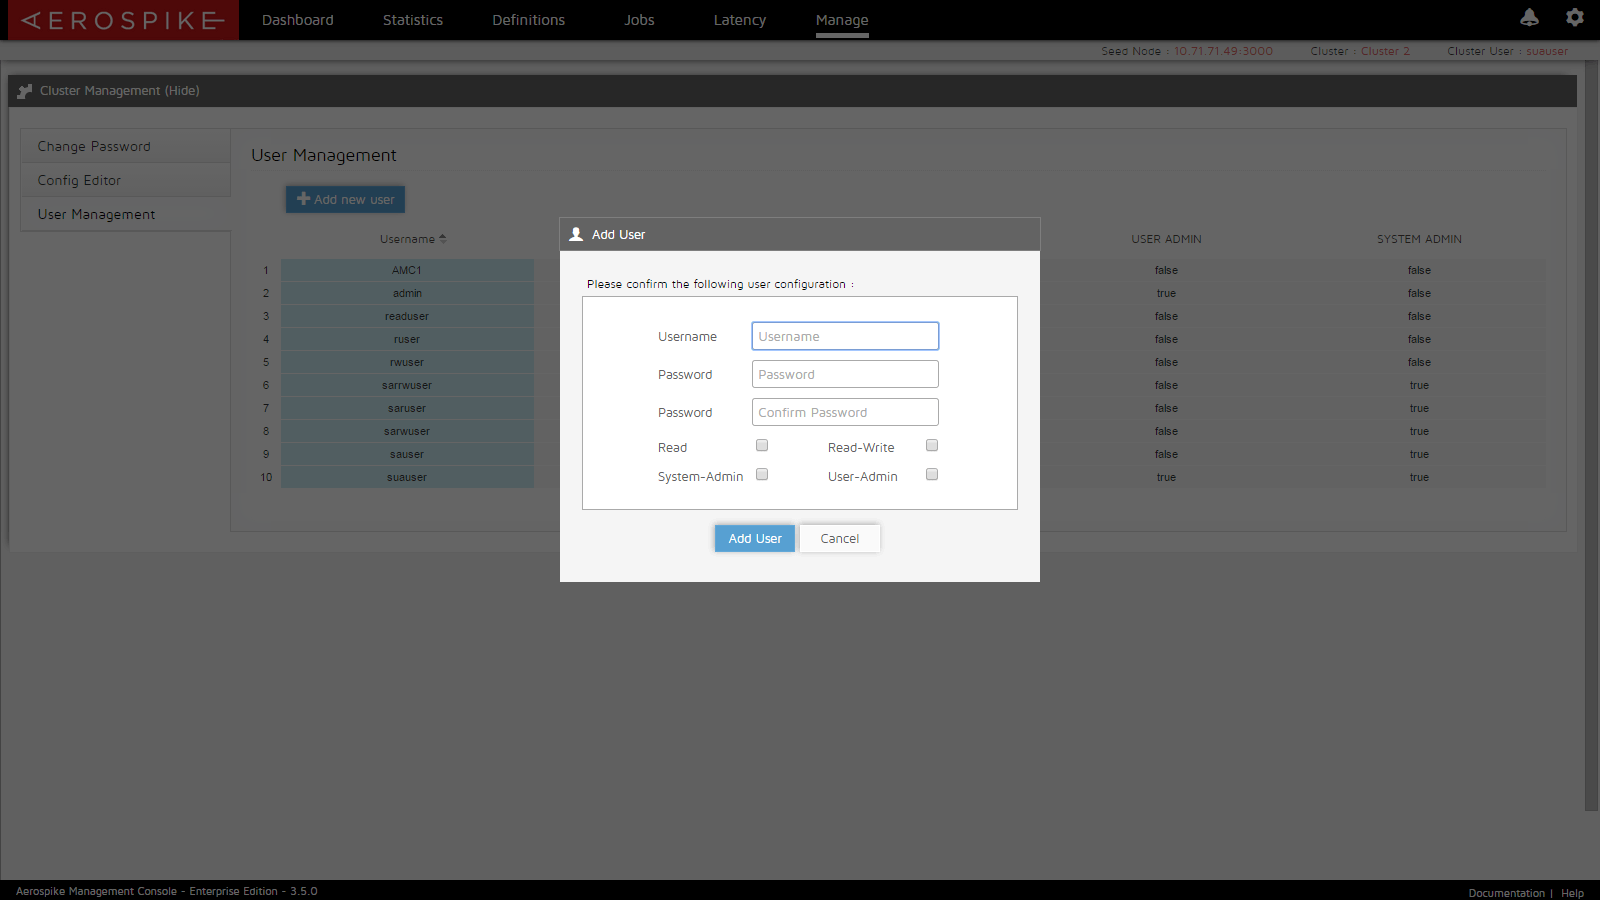 AEROSPIKE Dashboard Statistics Definitions Jobs Latency Manage
Seed Node : 10.71.71.49:3000 Cluster : Cluster 2 Cluster User : suauser
Cluster Management (Hide)
Change Password
Config Editor
User Management
User Management
Add new user
Username USER ADMIN SYSTEM ADMIN
1 AMC1 false false
2 admin true false
3 readuser false false
4 ruser false false
5 rwuser false false
6 sarrwuser false true
7 saruser false true
8 sarwuser false true
9 sauser false true
10 suauser true true
Add User
Please confirm the following user configuration :
Username Username
Password Password
Password Confirm Password
Read Read-Write
System-Admin User-Admin
Add User Cancel
Aerospike Management Console - Enterprise Edition - 3.5.0
Documentation | Help